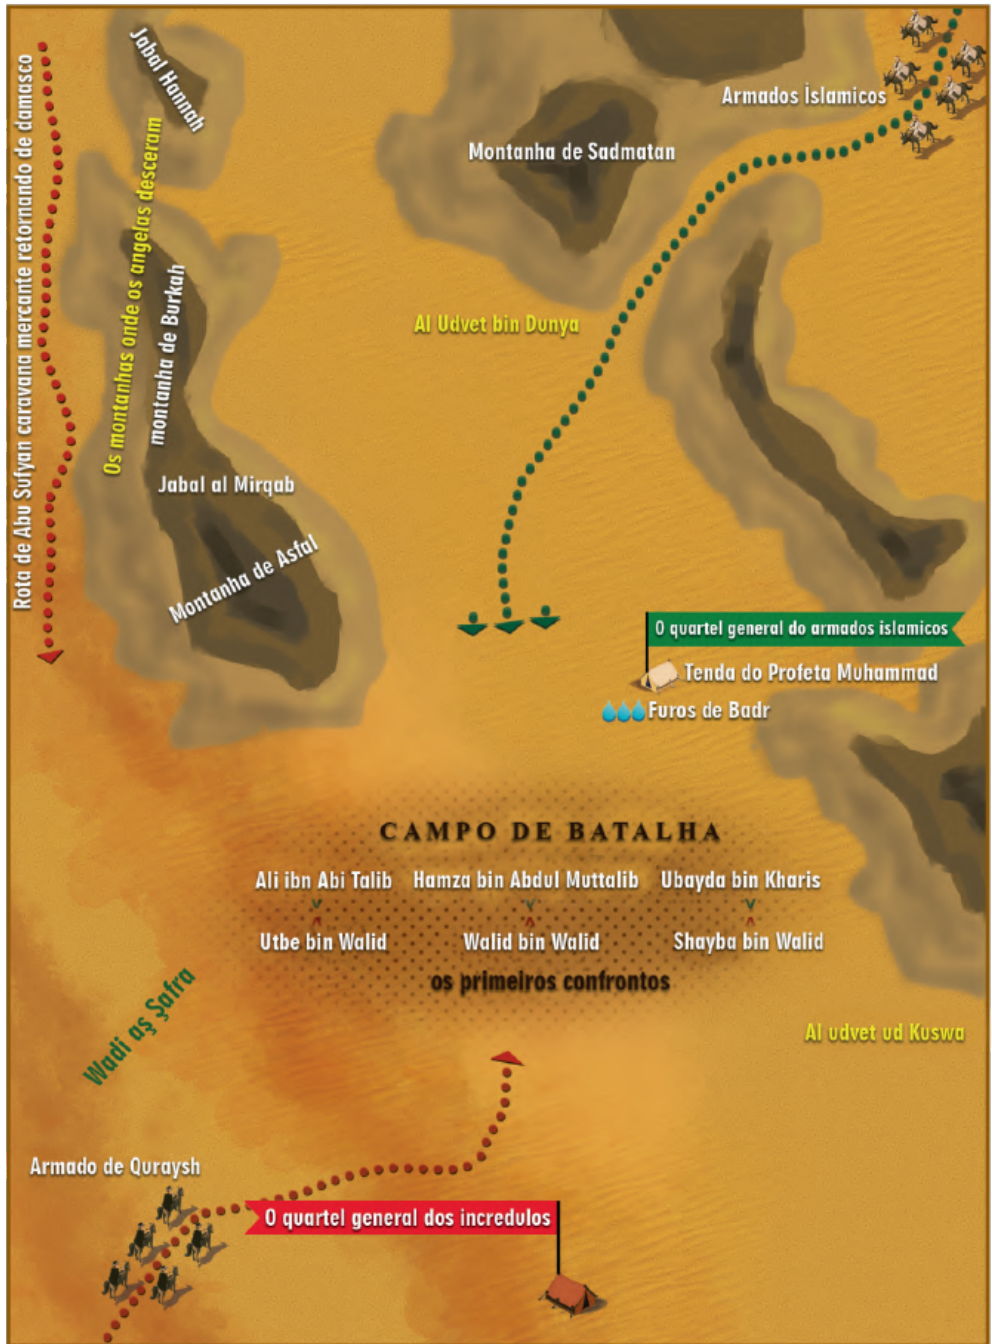 Jabal Hannah
Rota de Abu Sufyan caravana mercante retornando de damasco
Armados İslamicos
Montanha de Sadmatan
Os montanhas onde os angelas desceram
montanha de Burkah
Al Udvet bin Dunya
Jabal al Mirqab
Montanha de Asfal
O quartel general do armados islamicos
Tenda do Profeta Muhammad
Furos de Badr
CAMPO DE BATALHA
Ali ibn Abi Talib Hamza bin Abdul Muttalib Ubayda bin Kharis
Utbe bin Walid Walid bin Walid Shayba bin Walid
os primeiros confrontos
Wadi aş Şafra
Al udvet ud Kuswa
Armado de Quraysh
O quartel general dos incredulos